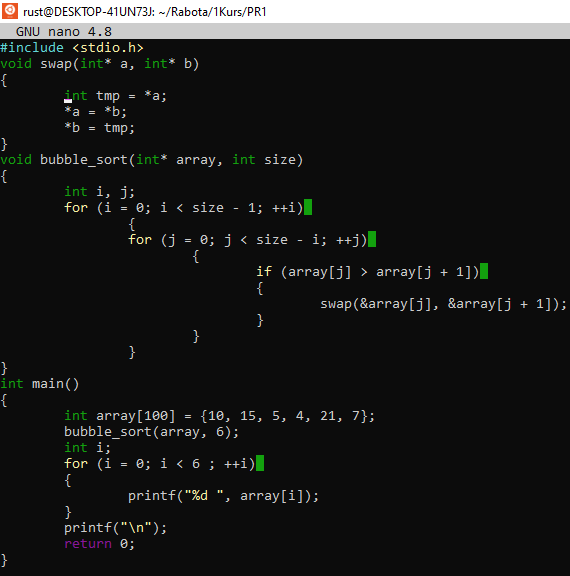 rust@DESKTOP-41UN73J: ~/Rabota/1Kurs/PR1
GNU nano 4.8
#include <stdio.h>
void swap(int* a, int* b)
{
        int tmp = *a;
        *a = *b;
        *b = tmp;
}
void bubble_sort(int* array, int size)
{
        int i, j;
        for (i = 0; i < size - 1; ++i)
                {
                for (j = 0; j < size - i; ++j)
                        {
                                if (array[j] > array[j + 1])
                                {
                                        swap(&array[j], &array[j + 1]);
                                }
                        }
                }
}
int main()
{
        int array[100] = {10, 15, 5, 4, 21, 7};
        bubble_sort(array, 6);
        int i;
        for (i = 0; i < 6 ; ++i)
        {
                printf("%d ", array[i]);
        }
        printf("\n");
        return 0;
}